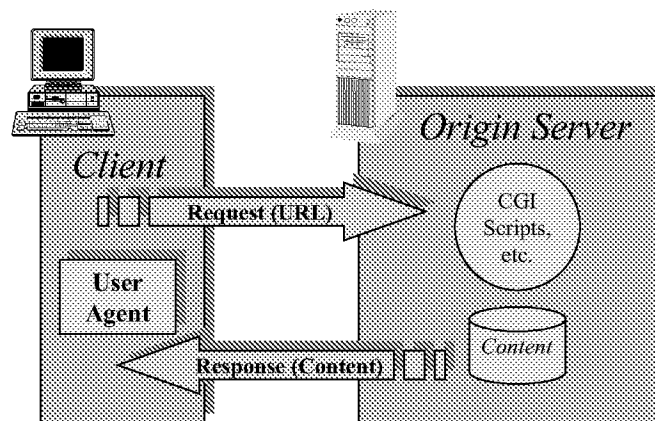 Origin Server
Client
Request (URL)
CGI
Scripts,
etc.
User
Agent
Response (Content)
Content